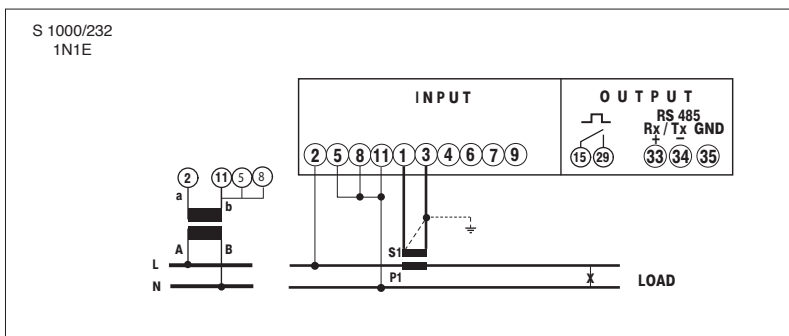 S 1000/232
1N1E
INPUT
OUTPUT
RS 485
Rx / Tx GND
+ −
2 5 8 11 1 3 4 6 7 9
15 29
33 34 35
2 11 5 8
a b
A B
S1
P1
L
N
X
LOAD